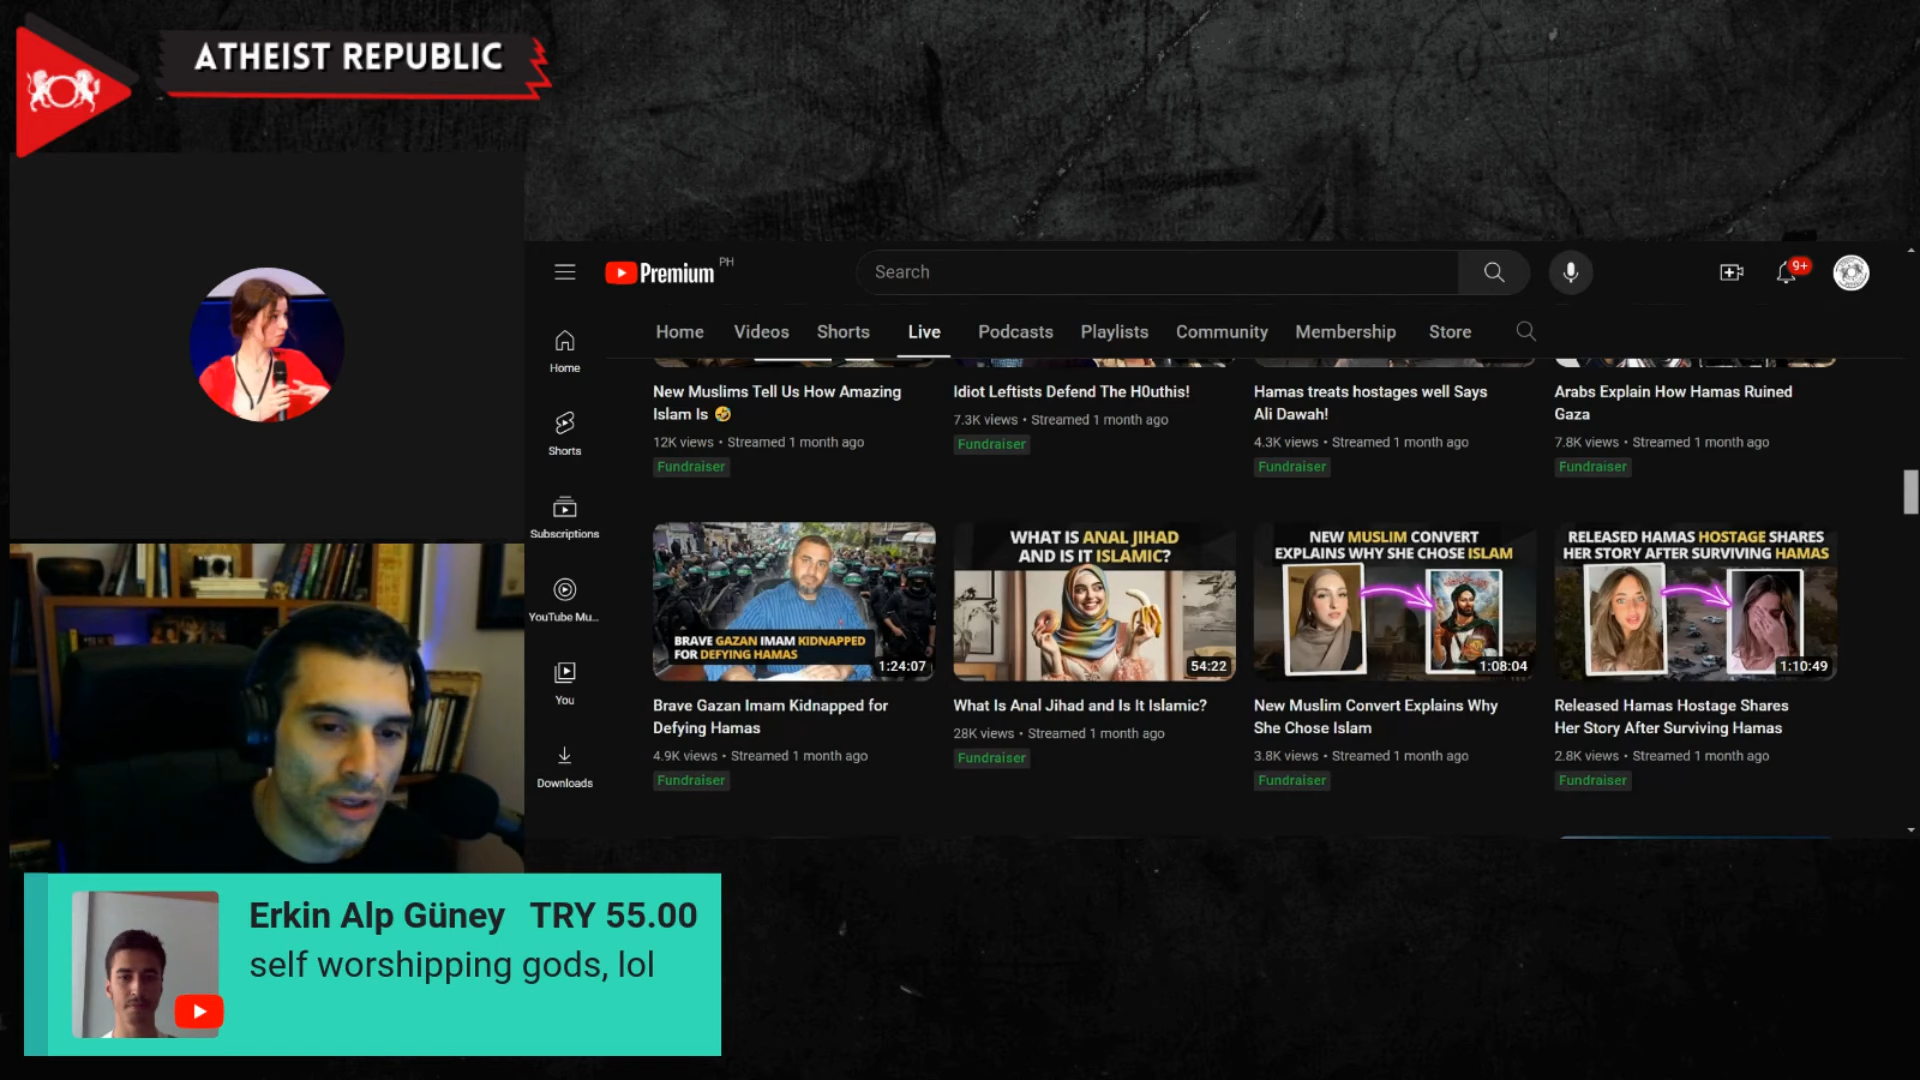 ATHEIST REPUBLIC
Premium PH
Search
9+
Home Videos Shorts Live Podcasts Playlists Community Membership Store
Home
Shorts
Subscriptions
YouTube Mu...
You
Downloads
New Muslims Tell Us How Amazing
Islam Is 🤣
12K views • Streamed 1 month ago
Fundraiser
Idiot Leftists Defend The H0uthis!
7.3K views • Streamed 1 month ago
Fundraiser
Hamas treats hostages well Says
Ali Dawah!
4.3K views • Streamed 1 month ago
Fundraiser
Arabs Explain How Hamas Ruined
Gaza
7.8K views • Streamed 1 month ago
Fundraiser
BRAVE GAZAN IMAM KIDNAPPED
FOR DEFYING HAMAS
1:24:07
Brave Gazan Imam Kidnapped for
Defying Hamas
4.9K views • Streamed 1 month ago
Fundraiser
WHAT IS ANAL JIHAD
AND IS IT ISLAMIC?
54:22
What Is Anal Jihad and Is It Islamic?
28K views • Streamed 1 month ago
Fundraiser
NEW MUSLIM CONVERT
EXPLAINS WHY SHE CHOSE ISLAM
1:08:04
New Muslim Convert Explains Why
She Chose Islam
3.8K views • Streamed 1 month ago
Fundraiser
RELEASED HAMAS HOSTAGE SHARES
HER STORY AFTER SURVIVING HAMAS
1:10:49
Released Hamas Hostage Shares
Her Story After Surviving Hamas
2.8K views • Streamed 1 month ago
Fundraiser
Erkin Alp Güney TRY 55.00
self worshipping gods, lol